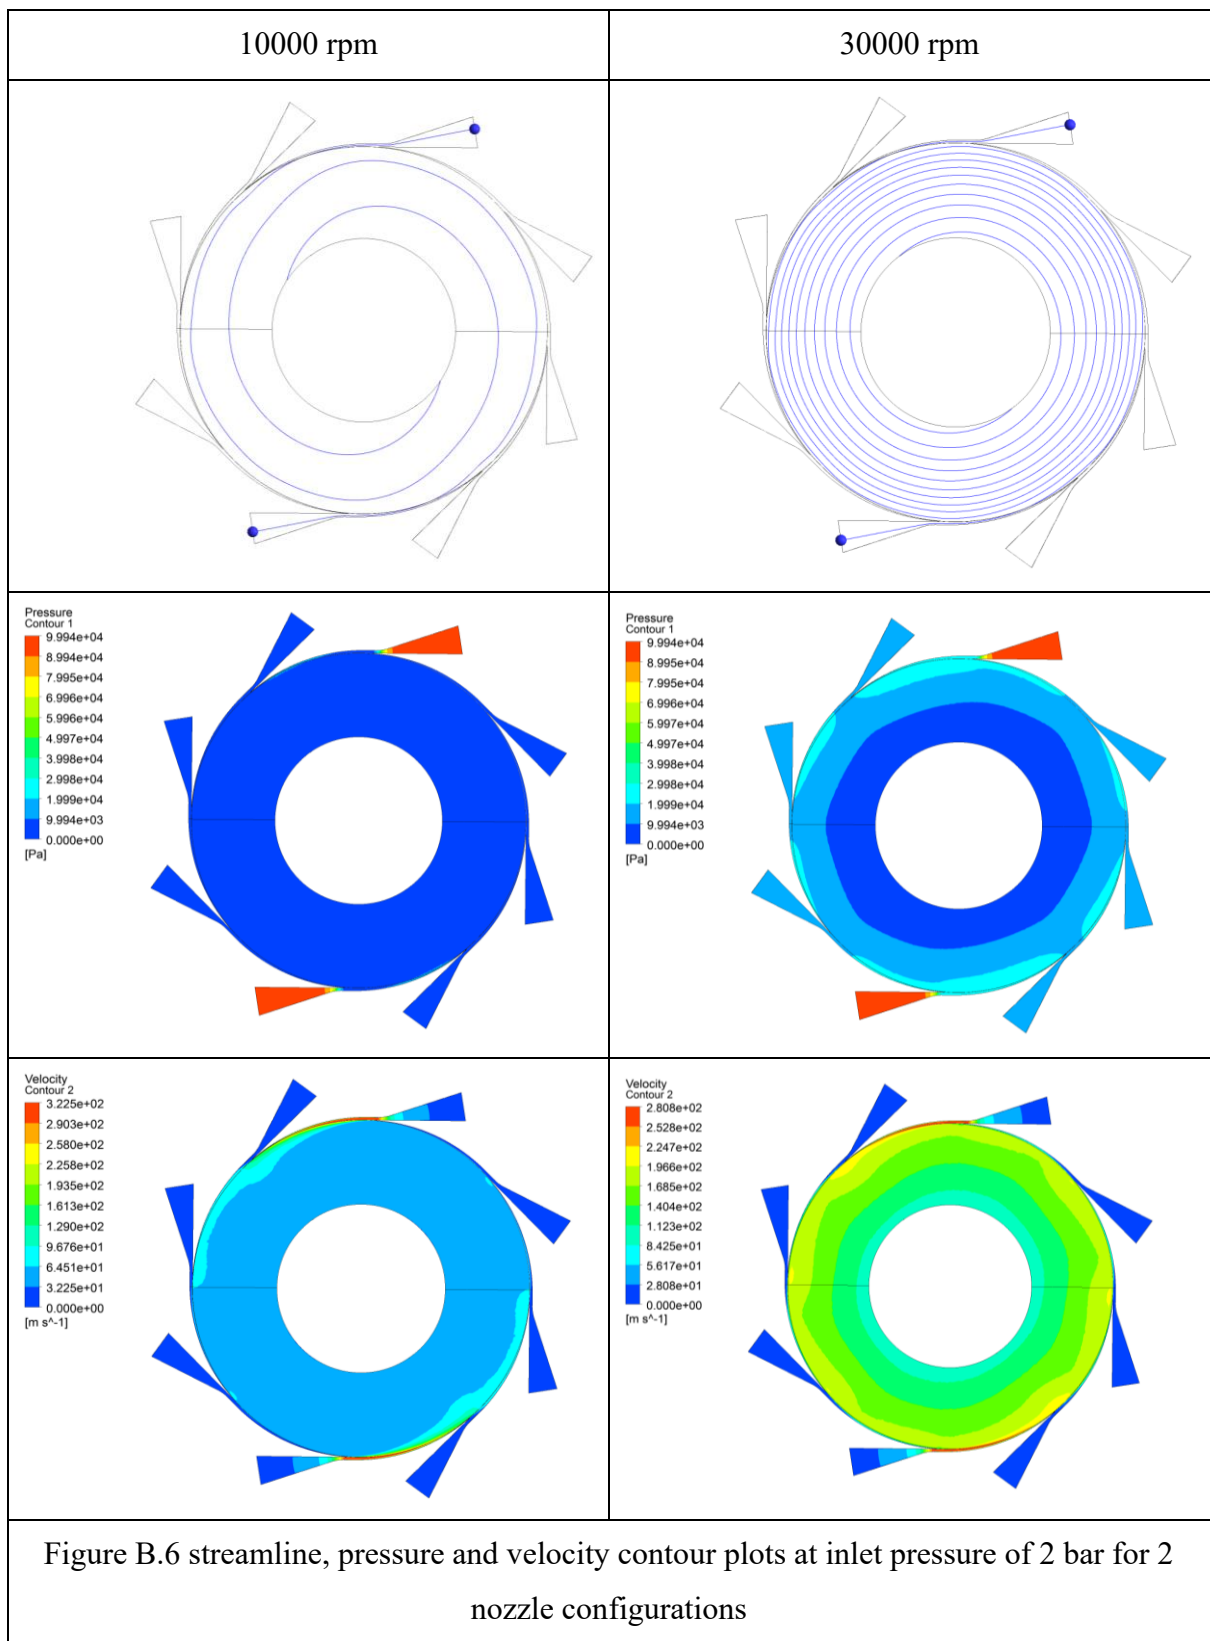 10000 rpm
30000 rpm
Pressure
Contour 1
9.994e+04
8.994e+04
7.995e+04
6.996e+04
5.996e+04
4.997e+04
3.998e+04
2.998e+04
1.999e+04
9.994e+03
0.000e+00
[Pa]
Pressure
Contour 1
9.994e+04
8.995e+04
7.995e+04
6.996e+04
5.997e+04
4.997e+04
3.998e+04
2.998e+04
1.999e+04
9.994e+03
0.000e+00
[Pa]
Velocity
Contour 2
3.225e+02
2.903e+02
2.580e+02
2.258e+02
1.935e+02
1.613e+02
1.290e+02
9.676e+01
6.451e+01
3.225e+01
0.000e+00
[m s^-1]
Velocity
Contour 2
2.808e+02
2.528e+02
2.247e+02
1.966e+02
1.685e+02
1.404e+02
1.123e+02
8.425e+01
5.617e+01
2.808e+01
0.000e+00
[m s^-1]
Figure B.6 streamline, pressure and velocity contour plots at inlet pressure of 2 bar for 2
nozzle configurations